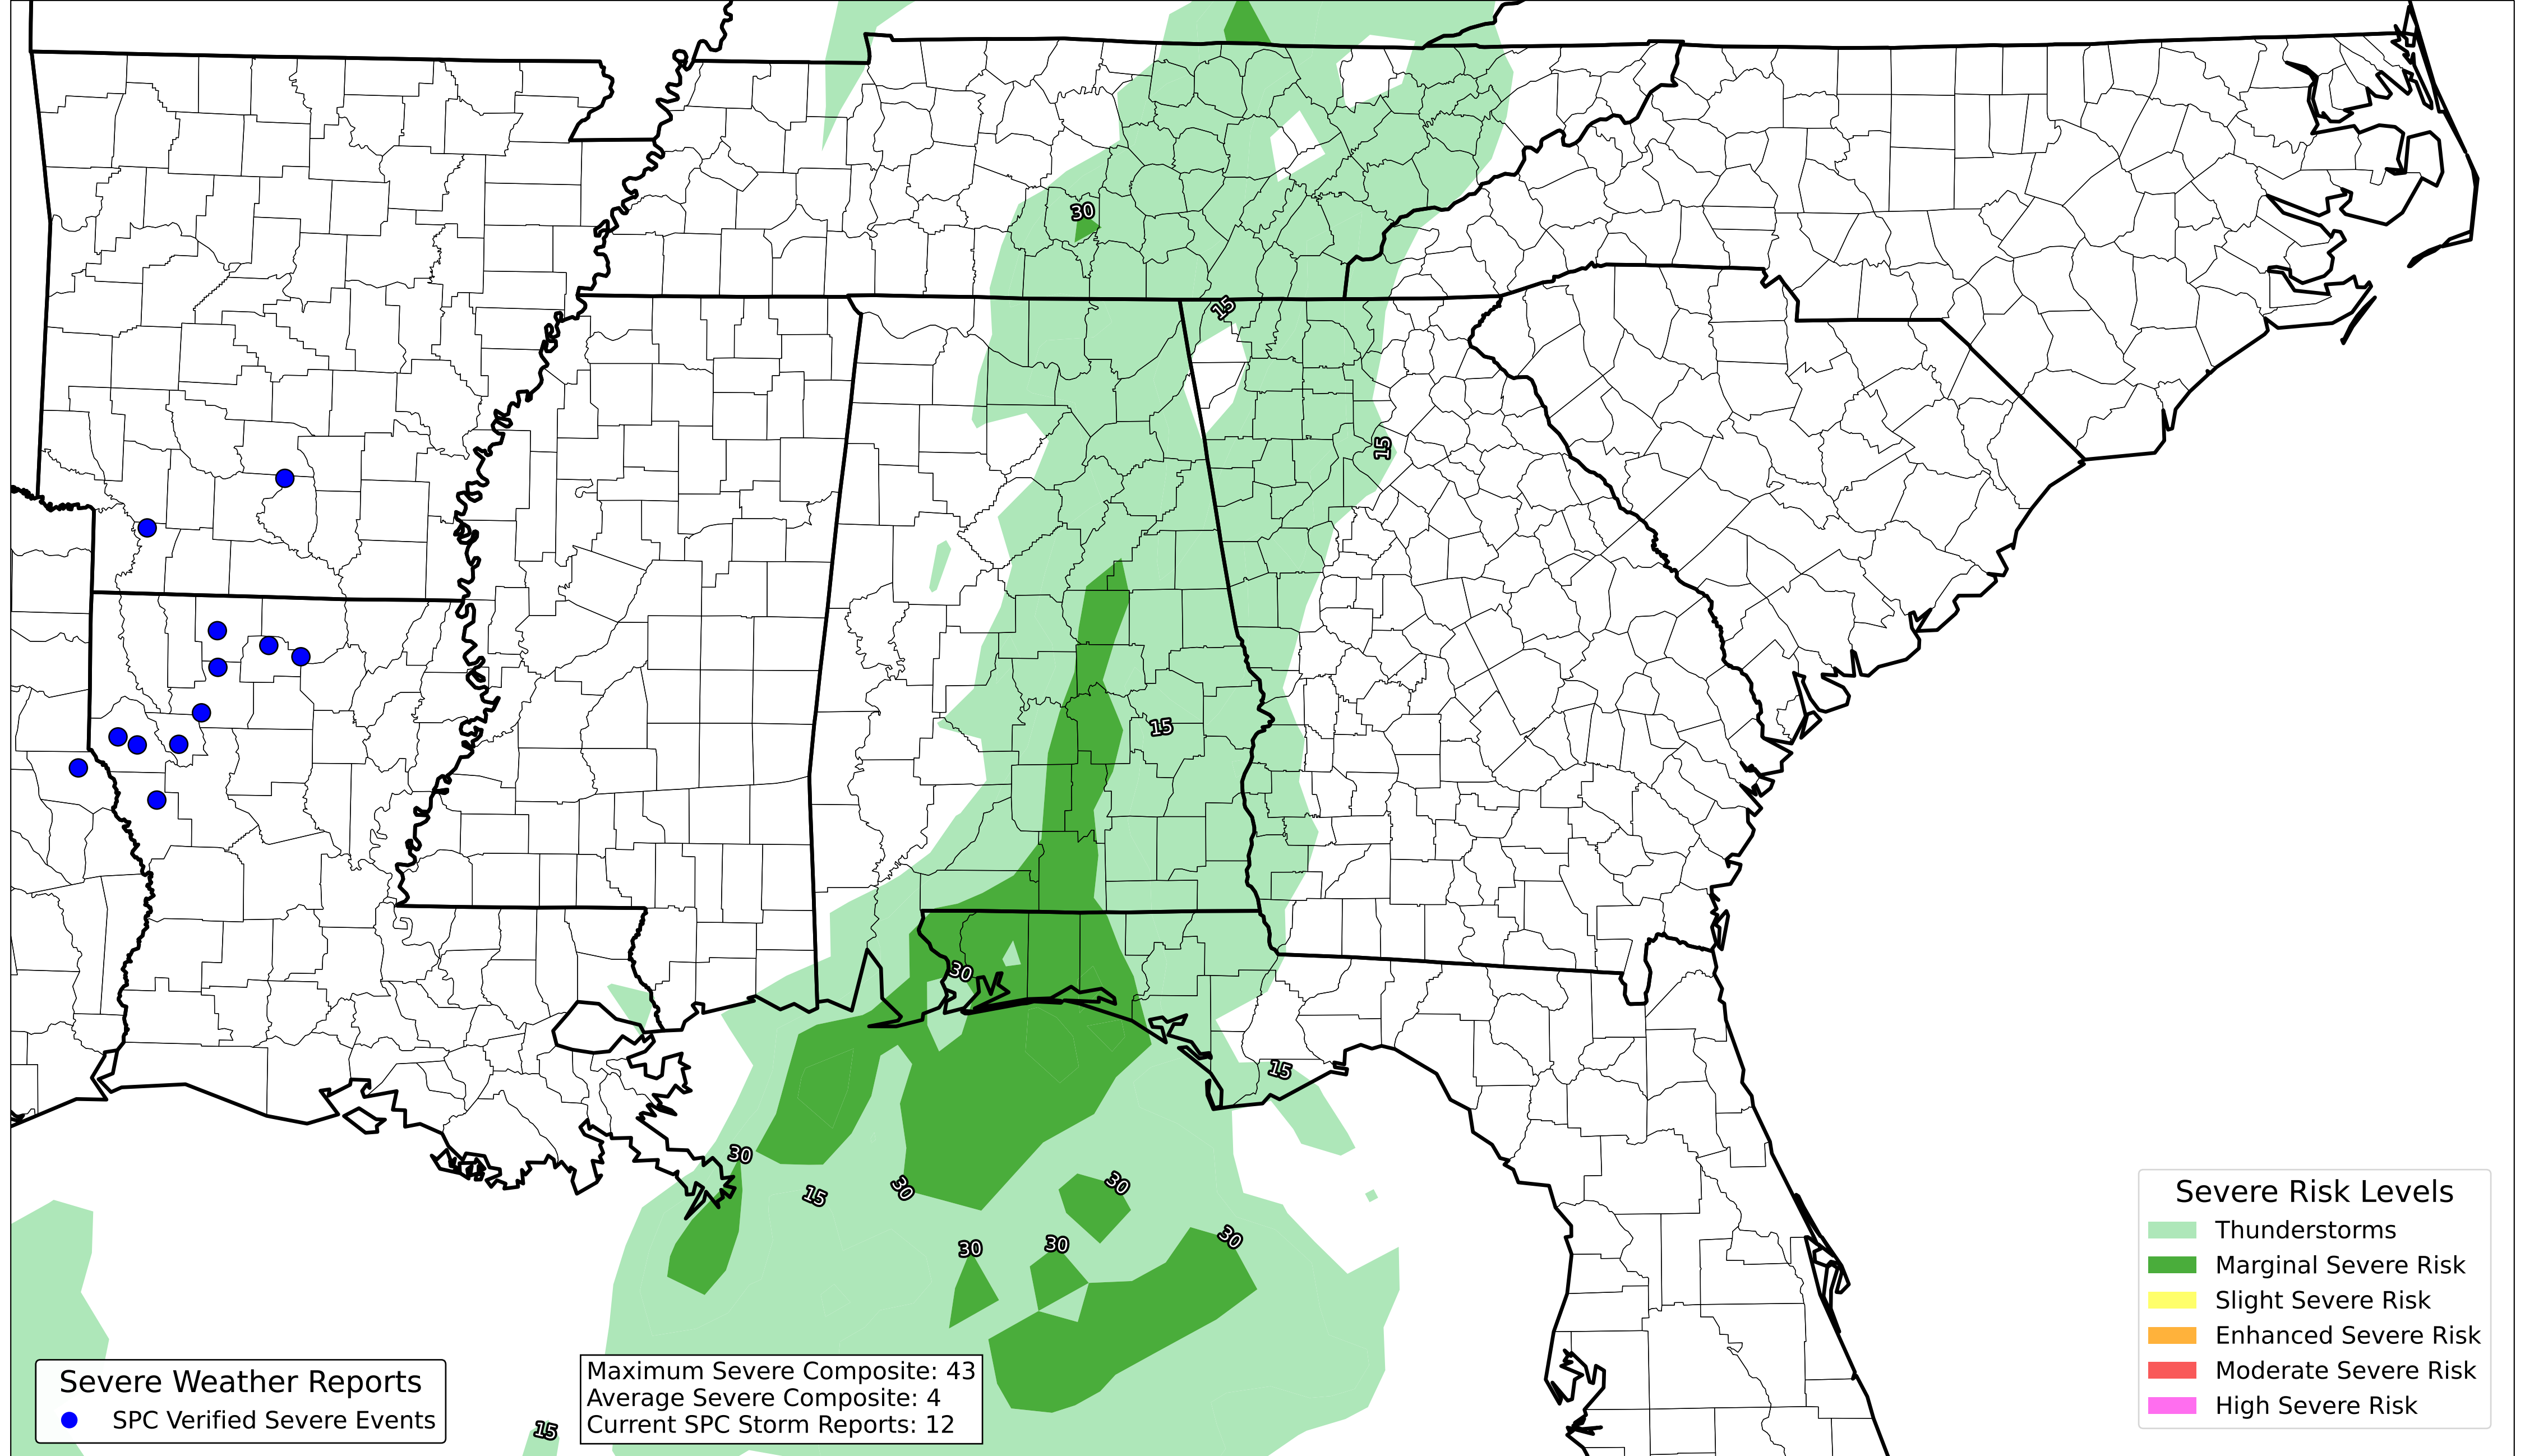 30
15
15
15
30
15
30
15
30
30
30
30
30
15
Severe Risk Levels
Thunderstorms
Marginal Severe Risk
Slight Severe Risk
Enhanced Severe Risk
Moderate Severe Risk
High Severe Risk
Severe Weather Reports
SPC Verified Severe Events
Maximum Severe Composite: 43
Average Severe Composite: 4
Current SPC Storm Reports: 12